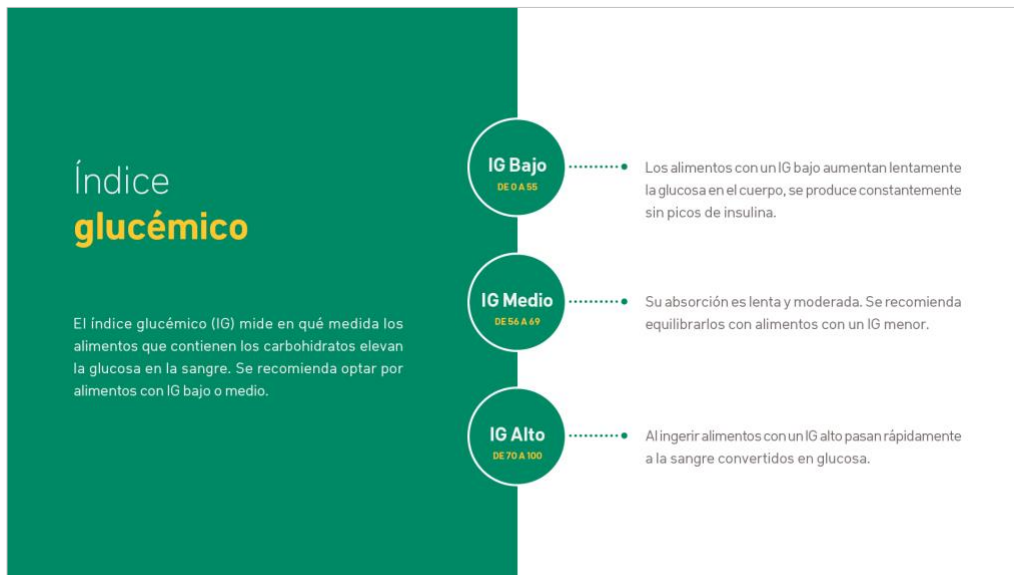 Índice
glucémico
El índice glucémico (IG) mide en qué medida los
alimentos que contienen los carbohidratos elevan
la glucosa en la sangre. Se recomienda optar por
alimentos con IG bajo o medio.
IG Bajo
DE 0 A 55
Los alimentos con un IG bajo aumentan lentamente
la glucosa en el cuerpo, se produce constantemente
sin picos de insulina.
IG Medio
DE 56 A 69
Su absorción es lenta y moderada. Se recomienda
equilibrarlos con alimentos con un IG menor.
IG Alto
DE 70 A 100
Al ingerir alimentos con un IG alto pasan rápidamente
a la sangre convertidos en glucosa.